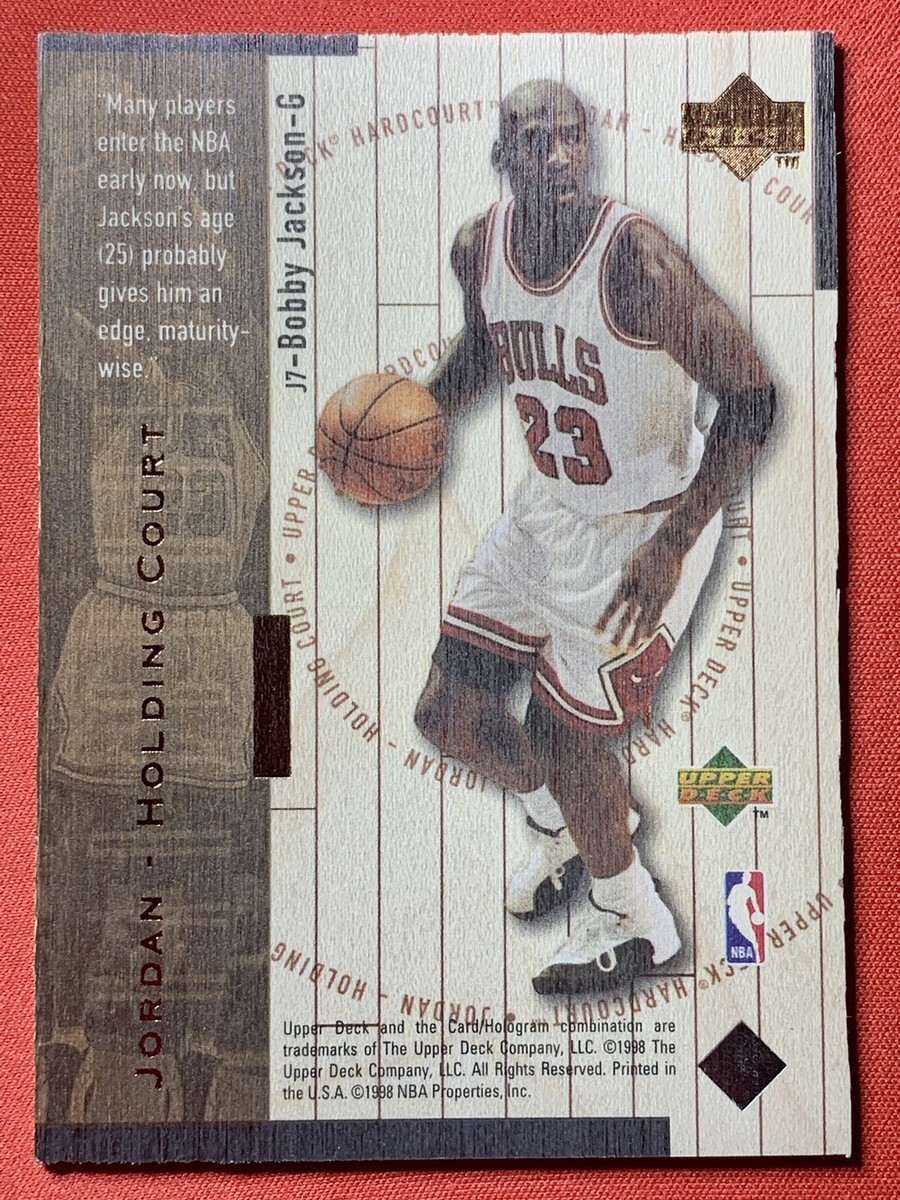 "Many players
enter the NBA
early now, but
Jackson's age
(25) probably
gives him an
edge, maturity-
wise."
J7-Bobby Jackson-G
JORDAN - HOLDING COURT
BULLS
23
DECK® HARDCOURT™
JORDAN - HOLDING COURT • UPPER DECK® HARDCOURT
UPPER DECK
™
NBA
HOLDING
JORDAN
UPPER DECK® HARDCOURT™
Upper Deck and the Card/Hologram combination are
trademarks of The Upper Deck Company, LLC. ©1998 The
Upper Deck Company, LLC. All Rights Reserved. Printed in
the U.S.A. ©1998 NBA Properties, Inc.